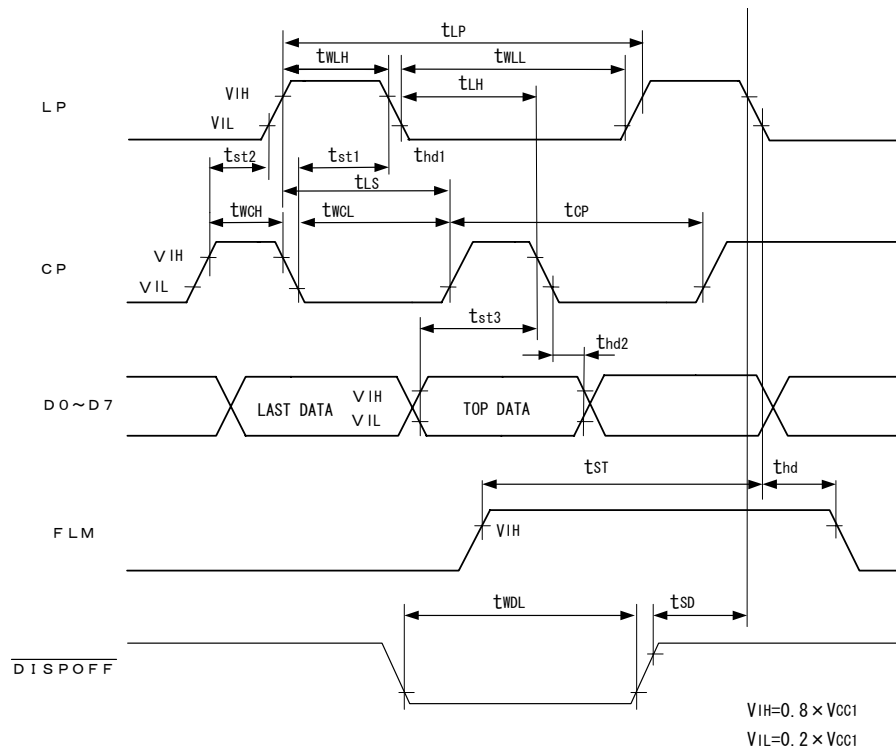 tLP
tWLH
tWLL
tLH
LP
VIH
VIL
tst2
tst1
thd1
tLS
tWCH
tWCL
tCP
CP
VIH
VIL
tst3
thd2
D0~D7
LAST DATA
VIH
VIL
TOP DATA
tST
thd
FLM
VIH
tWDL
tSD
DISPOFF
VIH=0.8×VCC1
VIL=0.2×VCC1